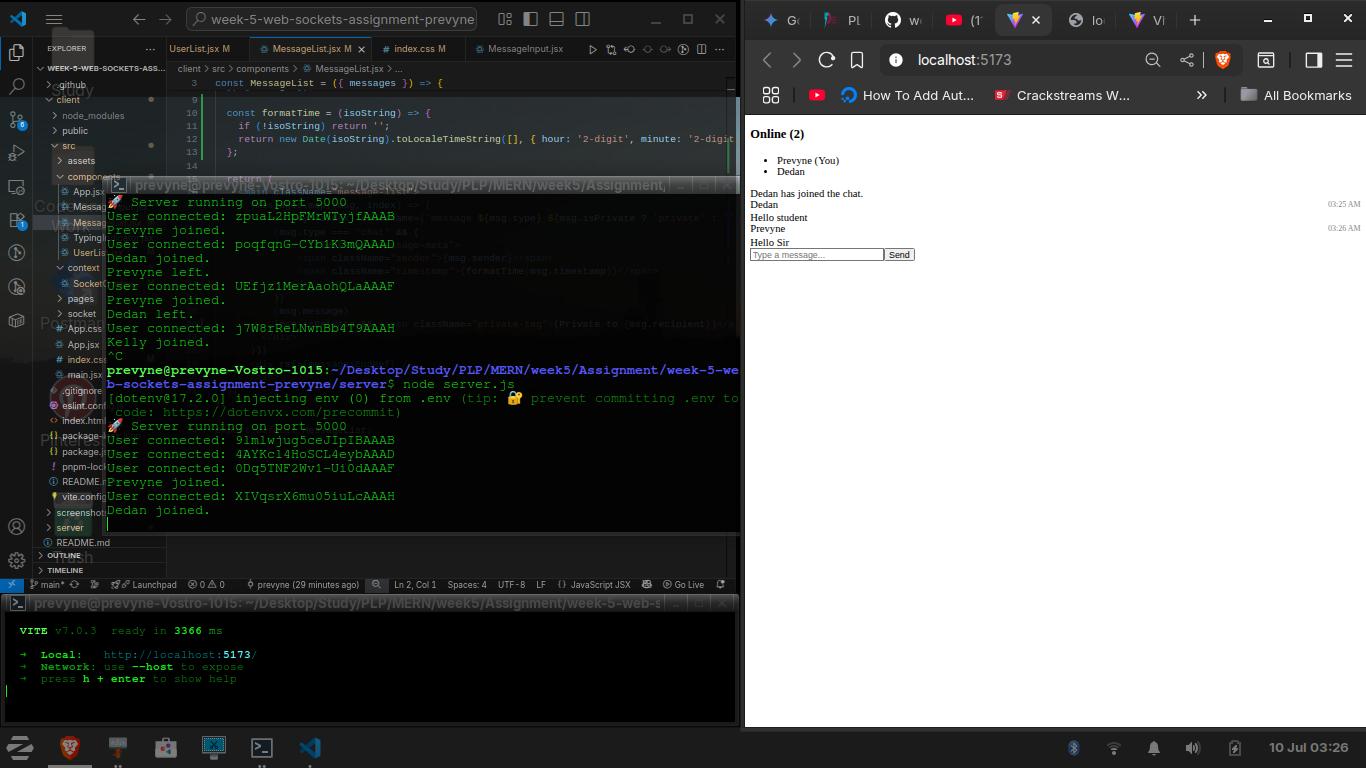 week-5-web-sockets-assignment-prevyne
EXPLORER
UserList.jsx M
MessageList.jsx M
index.css M
MessageInput.jsx
WEEK-5-WEB-SOCKETS-ASS...
client > src > components > MessageList.jsx > ...
.github
client
node_modules
public
src
assets
components
App.jsx
Messag
Messag
Typing
UserLis
context
Socket
pages
socket
App.css
App.jsx
index.css
main.jsx
.gitignore
eslint.conf
index.html
package-
package.js
pnpm-lock
README.m
vite.config
screenshots
server
README.md
OUTLINE
TIMELINE
Study
Work
Postman
Pinterest
Trash
3 const MessageList = ({ messages }) => {
9
10 const formatTime = (isoString) => {
11 if (!isoString) return '';
12 return new Date(isoString).toLocaleTimeString([], { hour: '2-digit', minute: '2-digit
13 };
14
return (
prevyne@prevyne-Vostro-1015: ~/Desktop/Study/PLP/MERN/week5/Assignment/
🚀 Server running on port 5000
User connected: zpuaL2HpFMrWTyjfAAAB
Prevyne joined.
User connected: poqfqnG-CYb1K3mQAAAD
Dedan joined.
Prevyne left.
User connected: UEfjz1MerAaohQLaAAAF
Prevyne joined.
Dedan left.
User connected: j7W8rReLNwnBb4T9AAAH
Kelly joined.
^C
prevyne@prevyne-Vostro-1015:~/Desktop/Study/PLP/MERN/week5/Assignment/week-5-we
b-sockets-assignment-prevyne/server$ node server.js
[dotenv@17.2.0] injecting env (0) from .env (tip: 🔐 prevent committing .env to
code: https://dotenvx.com/precommit)
🚀 Server running on port 5000
User connected: 9lmlwjug5ceJIpIBAAAB
User connected: 4AYKcl4HoSCL4eybAAAD
User connected: 0Dq5TNF2Wv1-Ui0dAAAF
Prevyne joined.
User connected: XIVqsrX6mu05iuLcAAAH
Dedan joined.
main* Launchpad 0 0 prevyne (29 minutes ago) Ln 2, Col 1 Spaces: 4 UTF-8 LF {} JavaScript JSX Go Live
prevyne@prevyne-Vostro-1015: ~/Desktop/Study/PLP/MERN/week5/Assignment/week-5-web-s
VITE v7.0.3 ready in 3366 ms
➜ Local: http://localhost:5173/
➜ Network: use --host to expose
➜ press h + enter to show help
localhost:5173
How To Add Aut...
Crackstreams W...
All Bookmarks
Online (2)
• Prevyne (You)
• Dedan
Dedan has joined the chat.
Dedan 03:25 AM
Hello student
Prevyne 03:26 AM
Hello Sir
Type a message... Send
10 Jul 03:26